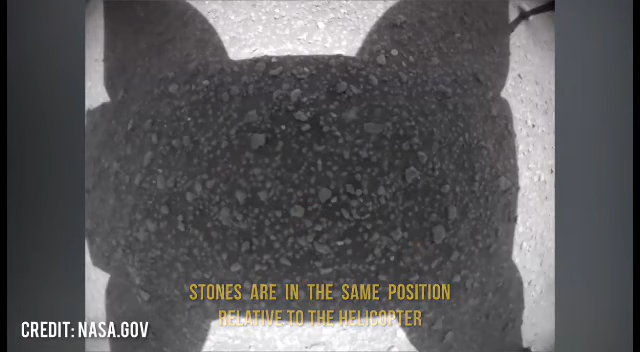 STONES ARE IN THE SAME POSITION
RELATIVE TO THE HELICOPTER
CREDIT: NASA.GOV